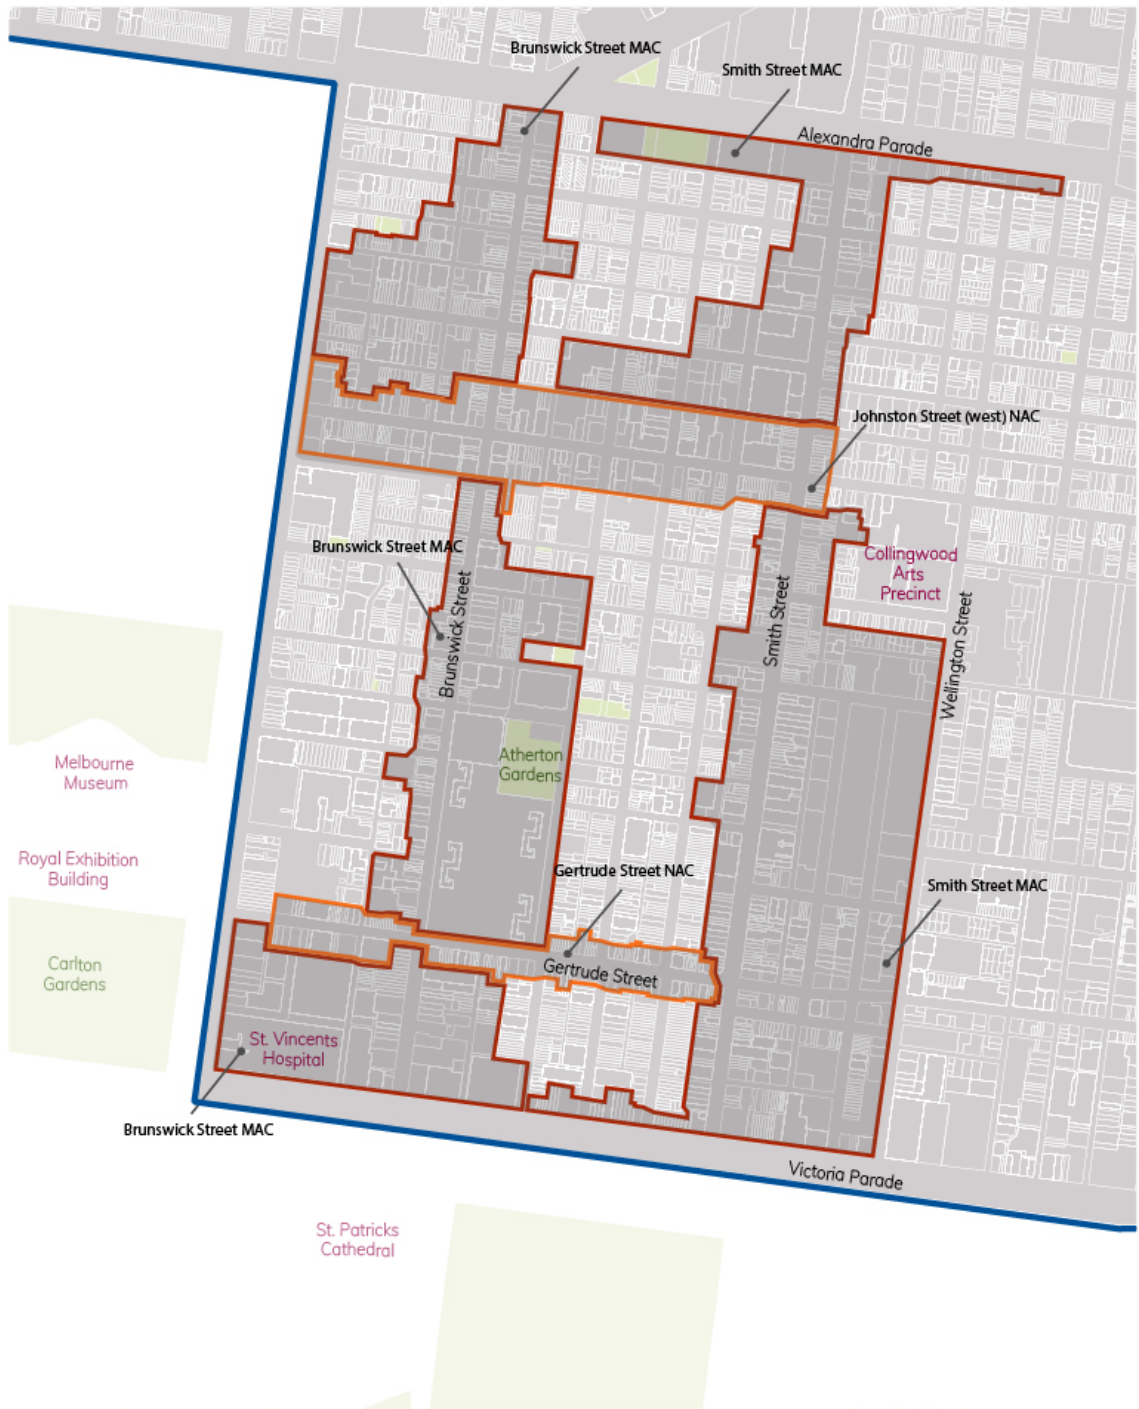 Brunswick Street MAC
Smith Street MAC
Alexandra Parade
Johnston Street (west) NAC
Brunswick Street MAC
Collingwood
Arts
Precinct
Brunswick Street
Smith Street
Wellington Street
Atherton
Gardens
Melbourne
Museum
Royal Exhibition
Building
Gertrude Street NAC
Smith Street MAC
Carlton
Gardens
Gertrude Street
St. Vincents
Hospital
Brunswick Street MAC
Victoria Parade
St. Patricks
Cathedral